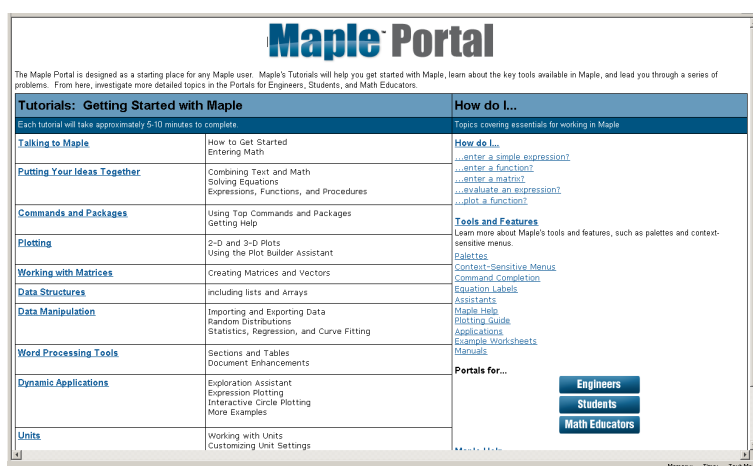 Maple™ Portal
The Maple Portal is designed as a starting place for any Maple user.  Maple's Tutorials will help you get started with Maple, learn about the key tools available in Maple, and lead you through a series of
problems.  From here, investigate more detailed topics in the Portals for Engineers, Students, and Math Educators.
Tutorials:  Getting Started with Maple
Each tutorial will take approximately 5-10 minutes to complete.
Talking to Maple
How to Get Started
Entering Math
Putting Your Ideas Together
Combining Text and Math
Solving Equations
Expressions, Functions, and Procedures
Commands and Packages
Using Top Commands and Packages
Getting Help
Plotting
2-D and 3-D Plots
Using the Plot Builder Assistant
Working with Matrices
Creating Matrices and Vectors
Data Structures
including lists and Arrays
Data Manipulation
Importing and Exporting Data
Random Distributions
Statistics, Regression, and Curve Fitting
Word Processing Tools
Sections and Tables
Document Enhancements
Dynamic Applications
Exploration Assistant
Expression Plotting
Interactive Circle Plotting
More Examples
Units
Working with Units
Customizing Unit Settings
How do I...
Topics covering essentials for working in Maple
How do I...
...enter a simple expression?
...enter a function?
...enter a matrix?
...evaluate an expression?
...plot a function?
Tools and Features
Learn more about Maple's tools and features, such as palettes and context-
sensitive menus.
Palettes
Context-Sensitive Menus
Command Completion
Equation Labels
Assistants
Maple Help
Plotting Guide
Applications
Example Worksheets
Manuals
Portals for...
Engineers
Students
Math Educators
Maple Help